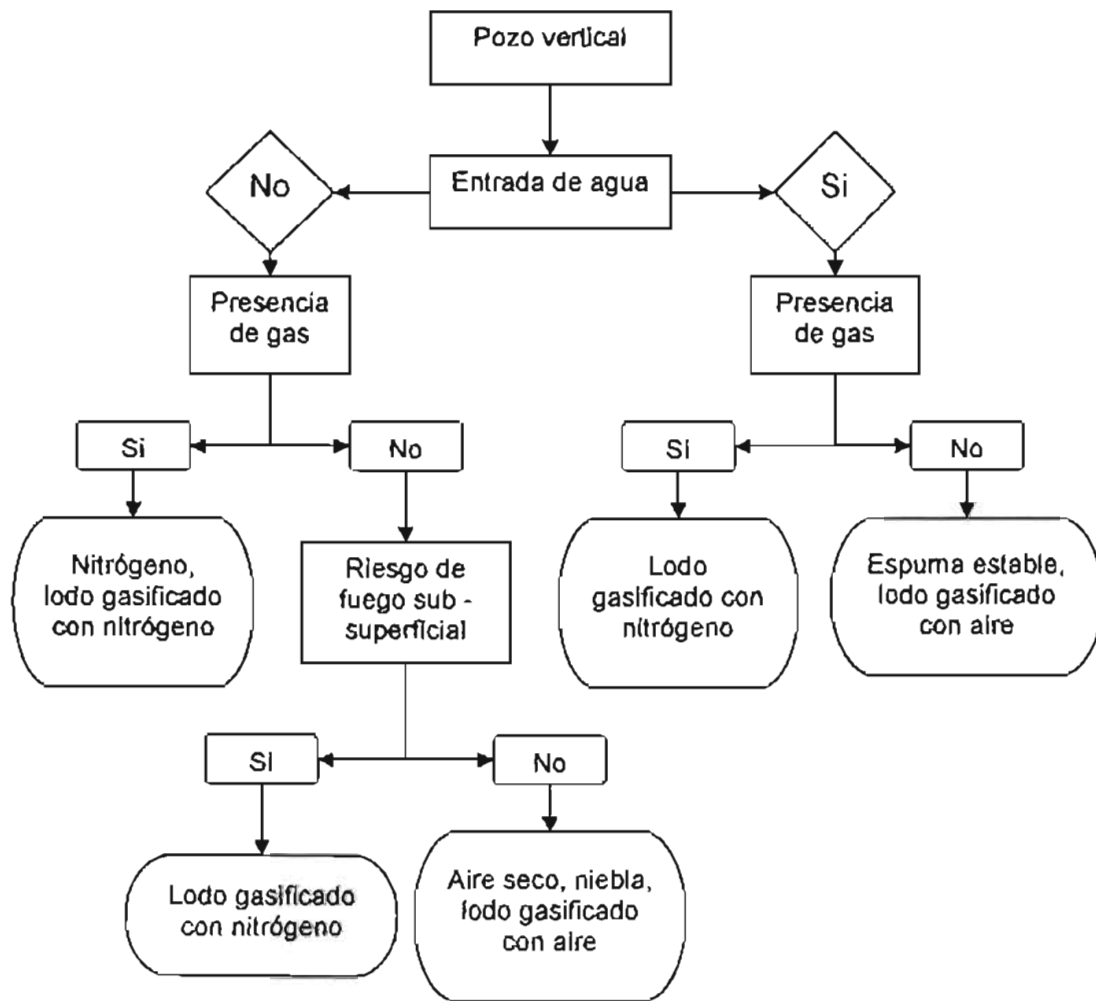 Pozo vertical
No
Entrada de agua
Si
Presencia
de gas
Presencia
de gas
Si
No
Sí
No
Nitrógeno,
lodo gasificado
con nitrógeno
Riesgo de
fuego sub -
superficial
Lodo
gasificado con
nitrógeno
Espuma estable,
lodo gasificado
con aire
Si
No
Lodo gasificado
con nitrógeno
Aire seco, niebla,
lodo gasificado
con aire